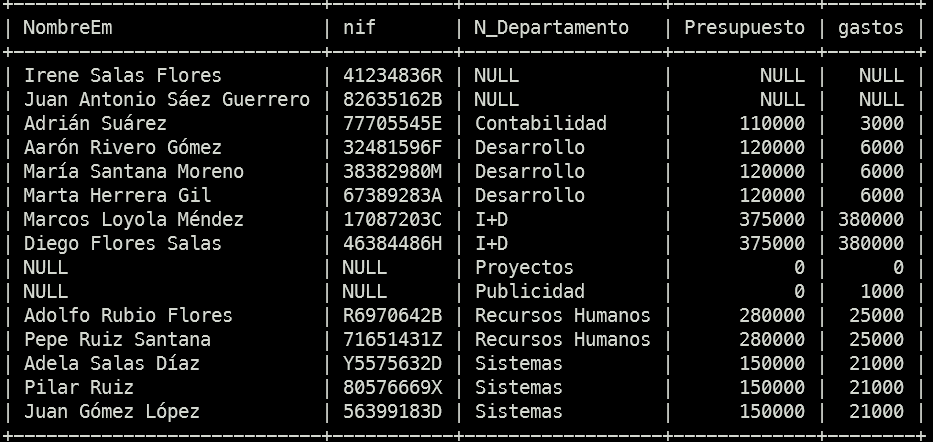 +------------------------------+------------+------------------+-------------+--------+
| NombreEm                     | nif        | N_Departamento   | Presupuesto | gastos |
+------------------------------+------------+------------------+-------------+--------+
| Irene Salas Flores           | 41234836R  | NULL             |        NULL |   NULL |
| Juan Antonio Sáez Guerrero   | 82635162B  | NULL             |        NULL |   NULL |
| Adrián Suárez                | 77705545E  | Contabilidad     |      110000 |   3000 |
| Aarón Rivero Gómez           | 32481596F  | Desarrollo       |      120000 |   6000 |
| María Santana Moreno         | 38382980M  | Desarrollo       |      120000 |   6000 |
| Marta Herrera Gil            | 67389283A  | Desarrollo       |      120000 |   6000 |
| Marcos Loyola Méndez         | 17087203C  | I+D              |      375000 | 380000 |
| Diego Flores Salas           | 46384486H  | I+D              |      375000 | 380000 |
| NULL                         | NULL       | Proyectos        |           0 |      0 |
| NULL                         | NULL       | Publicidad       |           0 |   1000 |
| Adolfo Rubio Flores          | R6970642B  | Recursos Humanos |      280000 |  25000 |
| Pepe Ruiz Santana            | 71651431Z  | Recursos Humanos |      280000 |  25000 |
| Adela Salas Díaz             | Y5575632D  | Sistemas         |      150000 |  21000 |
| Pilar Ruiz                   | 80576669X  | Sistemas         |      150000 |  21000 |
| Juan Gómez López             | 56399183D  | Sistemas         |      150000 |  21000 |
+------------------------------+------------+------------------+-------------+--------+